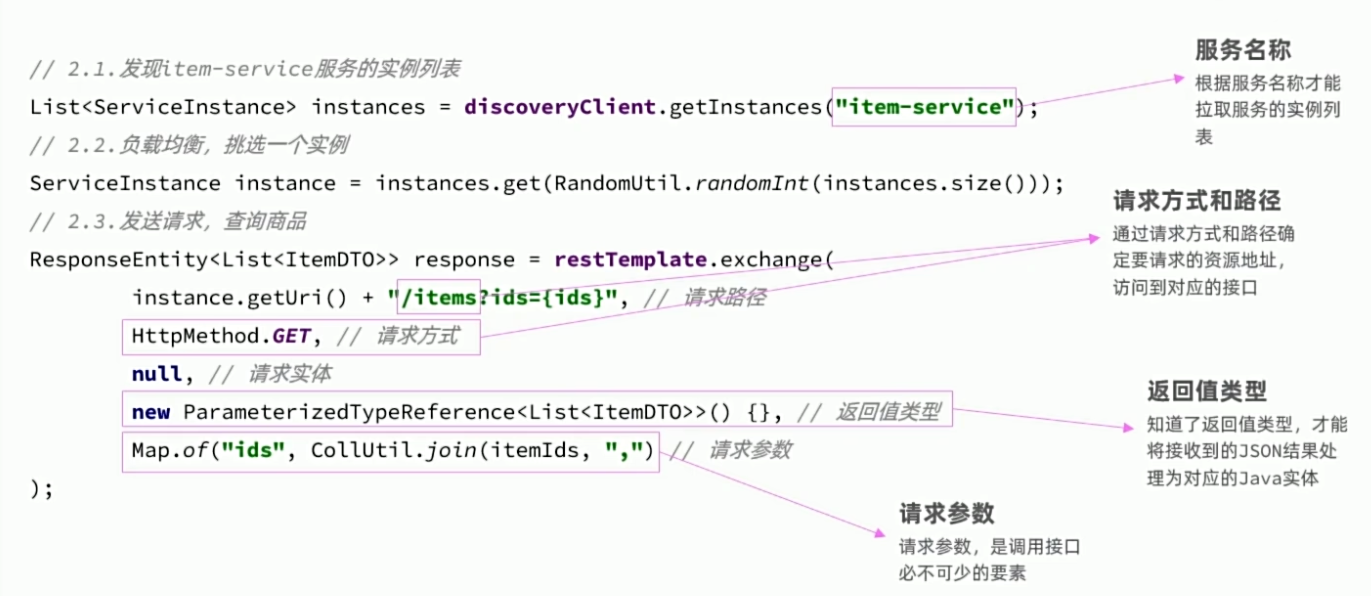 // 2.1.发现item-service服务的实例列表
List<ServiceInstance> instances = discoveryClient.getInstances("item-service");
// 2.2.负载均衡，挑选一个实例
ServiceInstance instance = instances.get(RandomUtil.randomInt(instances.size()));
// 2.3.发送请求，查询商品
ResponseEntity<List<ItemDTO>> response = restTemplate.exchange(
instance.getUri() + "/items?ids={ids}", // 请求路径
HttpMethod.GET, // 请求方式
null, // 请求实体
new ParameterizedTypeReference<List<ItemDTO>>() {}, // 返回值类型
Map.of("ids", CollUtil.join(itemIds, ",") // 请求参数
);
服务名称
根据服务名称才能
拉取服务的实例列
表
请求方式和路径
通过请求方式和路径确
定要请求的资源地址，
访问到对应的接口
返回值类型
知道了返回值类型，才能
将接收到的JSON结果处
理为对应的Java实体
请求参数
请求参数，是调用接口
必不可少的要素